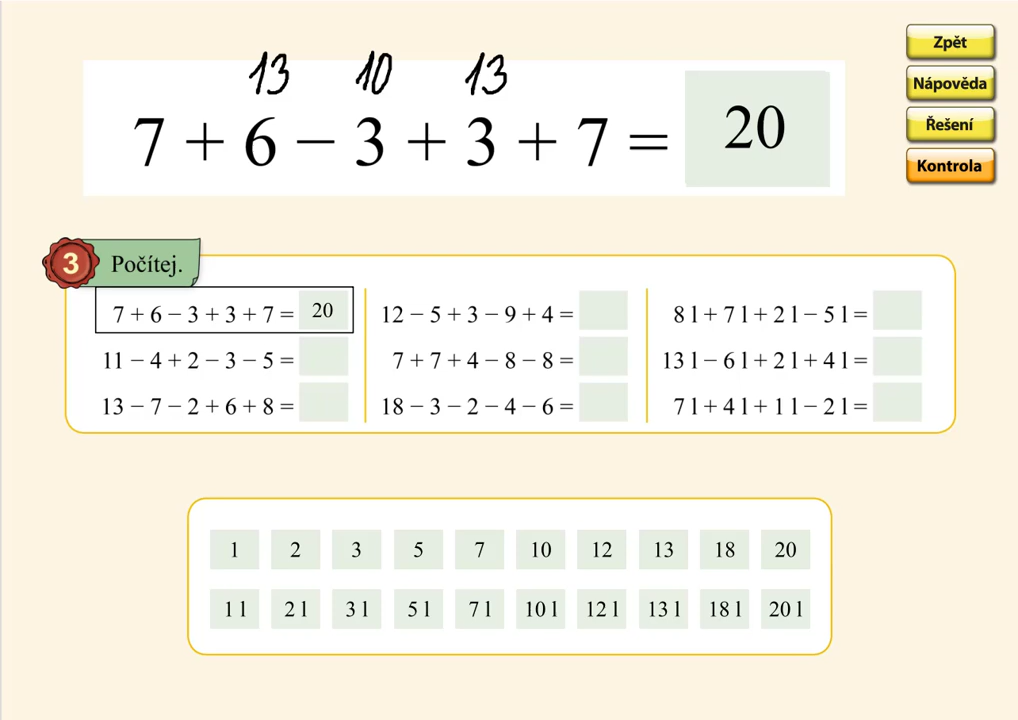 13 10 13
7 + 6 − 3 + 3 + 7 = 20
Zpět
Nápověda
Řešení
Kontrola
3 Počítej.
7 + 6 − 3 + 3 + 7 = 20
11 − 4 + 2 − 3 − 5 =
13 − 7 − 2 + 6 + 8 =
12 − 5 + 3 − 9 + 4 =
7 + 7 + 4 − 8 − 8 =
18 − 3 − 2 − 4 − 6 =
8 l + 7 l + 2 l − 5 l =
13 l − 6 l + 2 l + 4 l =
7 l + 4 l + 1 l − 2 l =
1 2 3 5 7 10 12 13 18 20
1 l 2 l 3 l 5 l 7 l 10 l 12 l 13 l 18 l 20 l